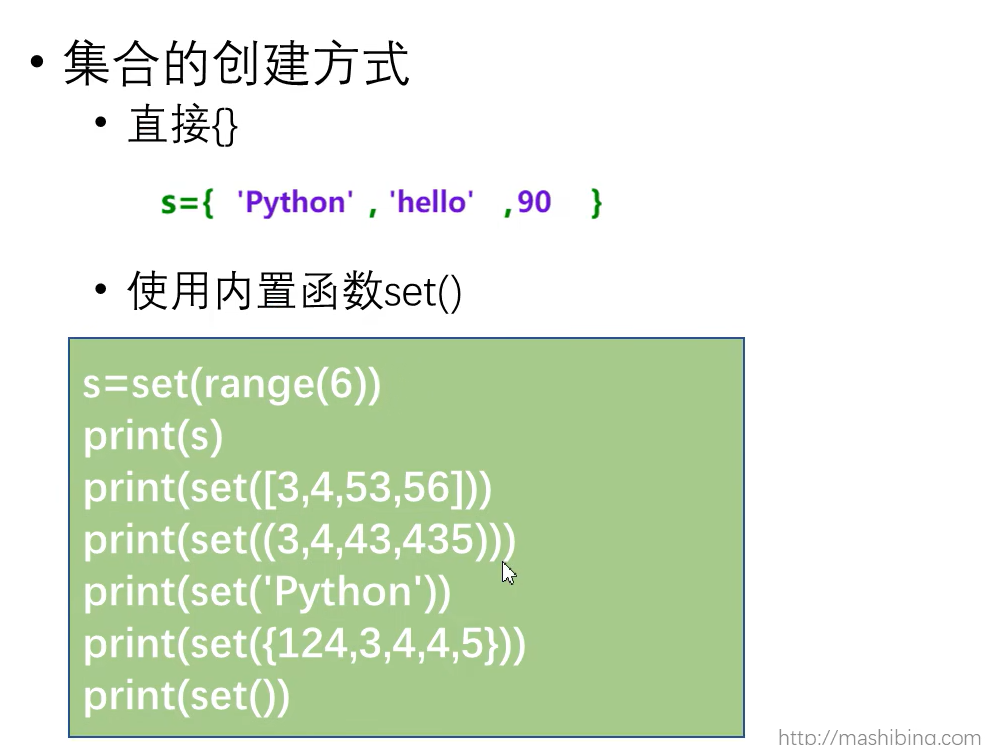 • 集合的创建方式
• 直接{}
s={ 'Python' , 'hello' ,90 }
• 使用内置函数set()
s=set(range(6))
print(s)
print(set([3,4,53,56]))
print(set((3,4,43,435)))
print(set('Python'))
print(set({124,3,4,4,5}))
print(set())
http://mashibing.com